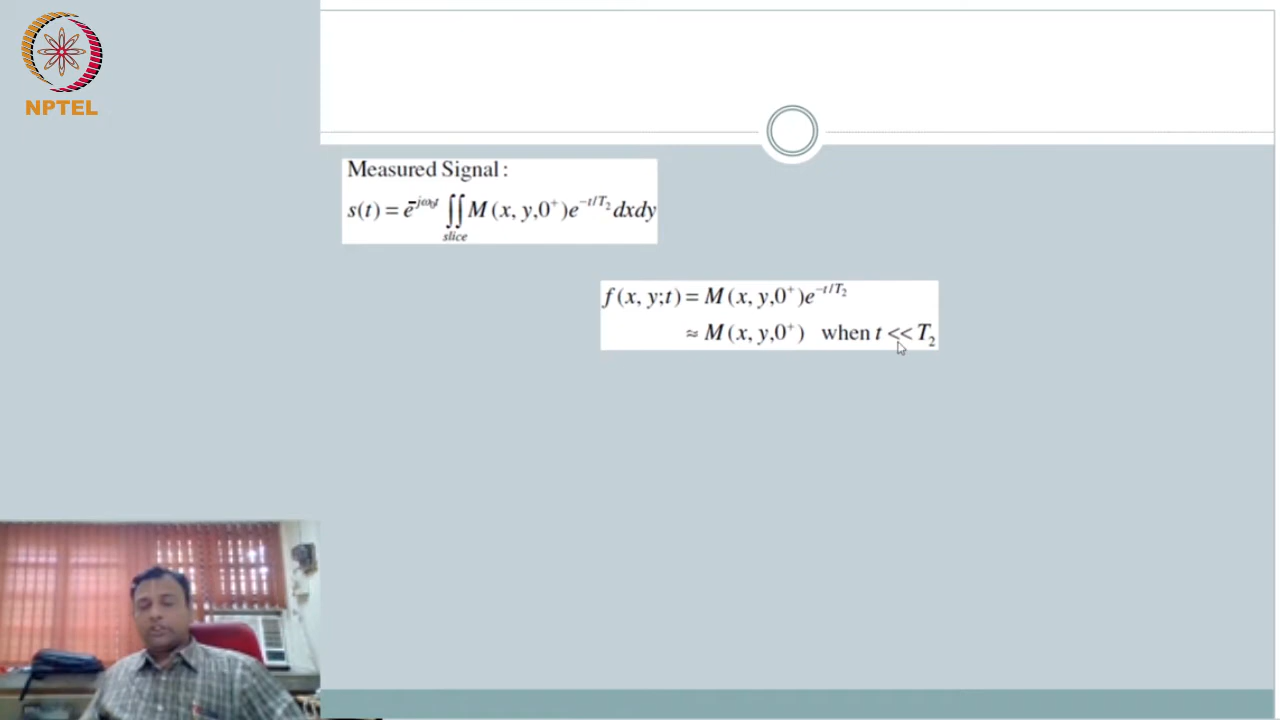 NPTEL
Measured Signal :
s(t) = e^{-jω₀t} ∬_{slice} M(x, y,0⁺)e^{-t/T₂} dxdy
f(x, y;t) = M(x, y,0⁺)e^{-t/T₂}
≈ M(x, y,0⁺) when t << T₂